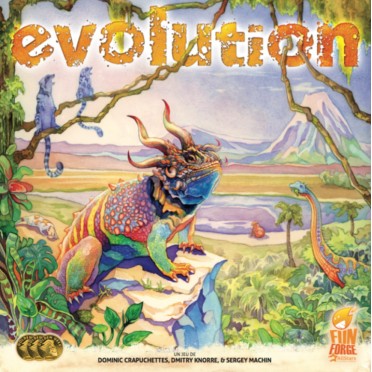 evolution
UN JEU DE
DOMINIC CRAPUCHETTES, DMITRY KNORRE, & SERGEY MACHIN
FUN
FORGE